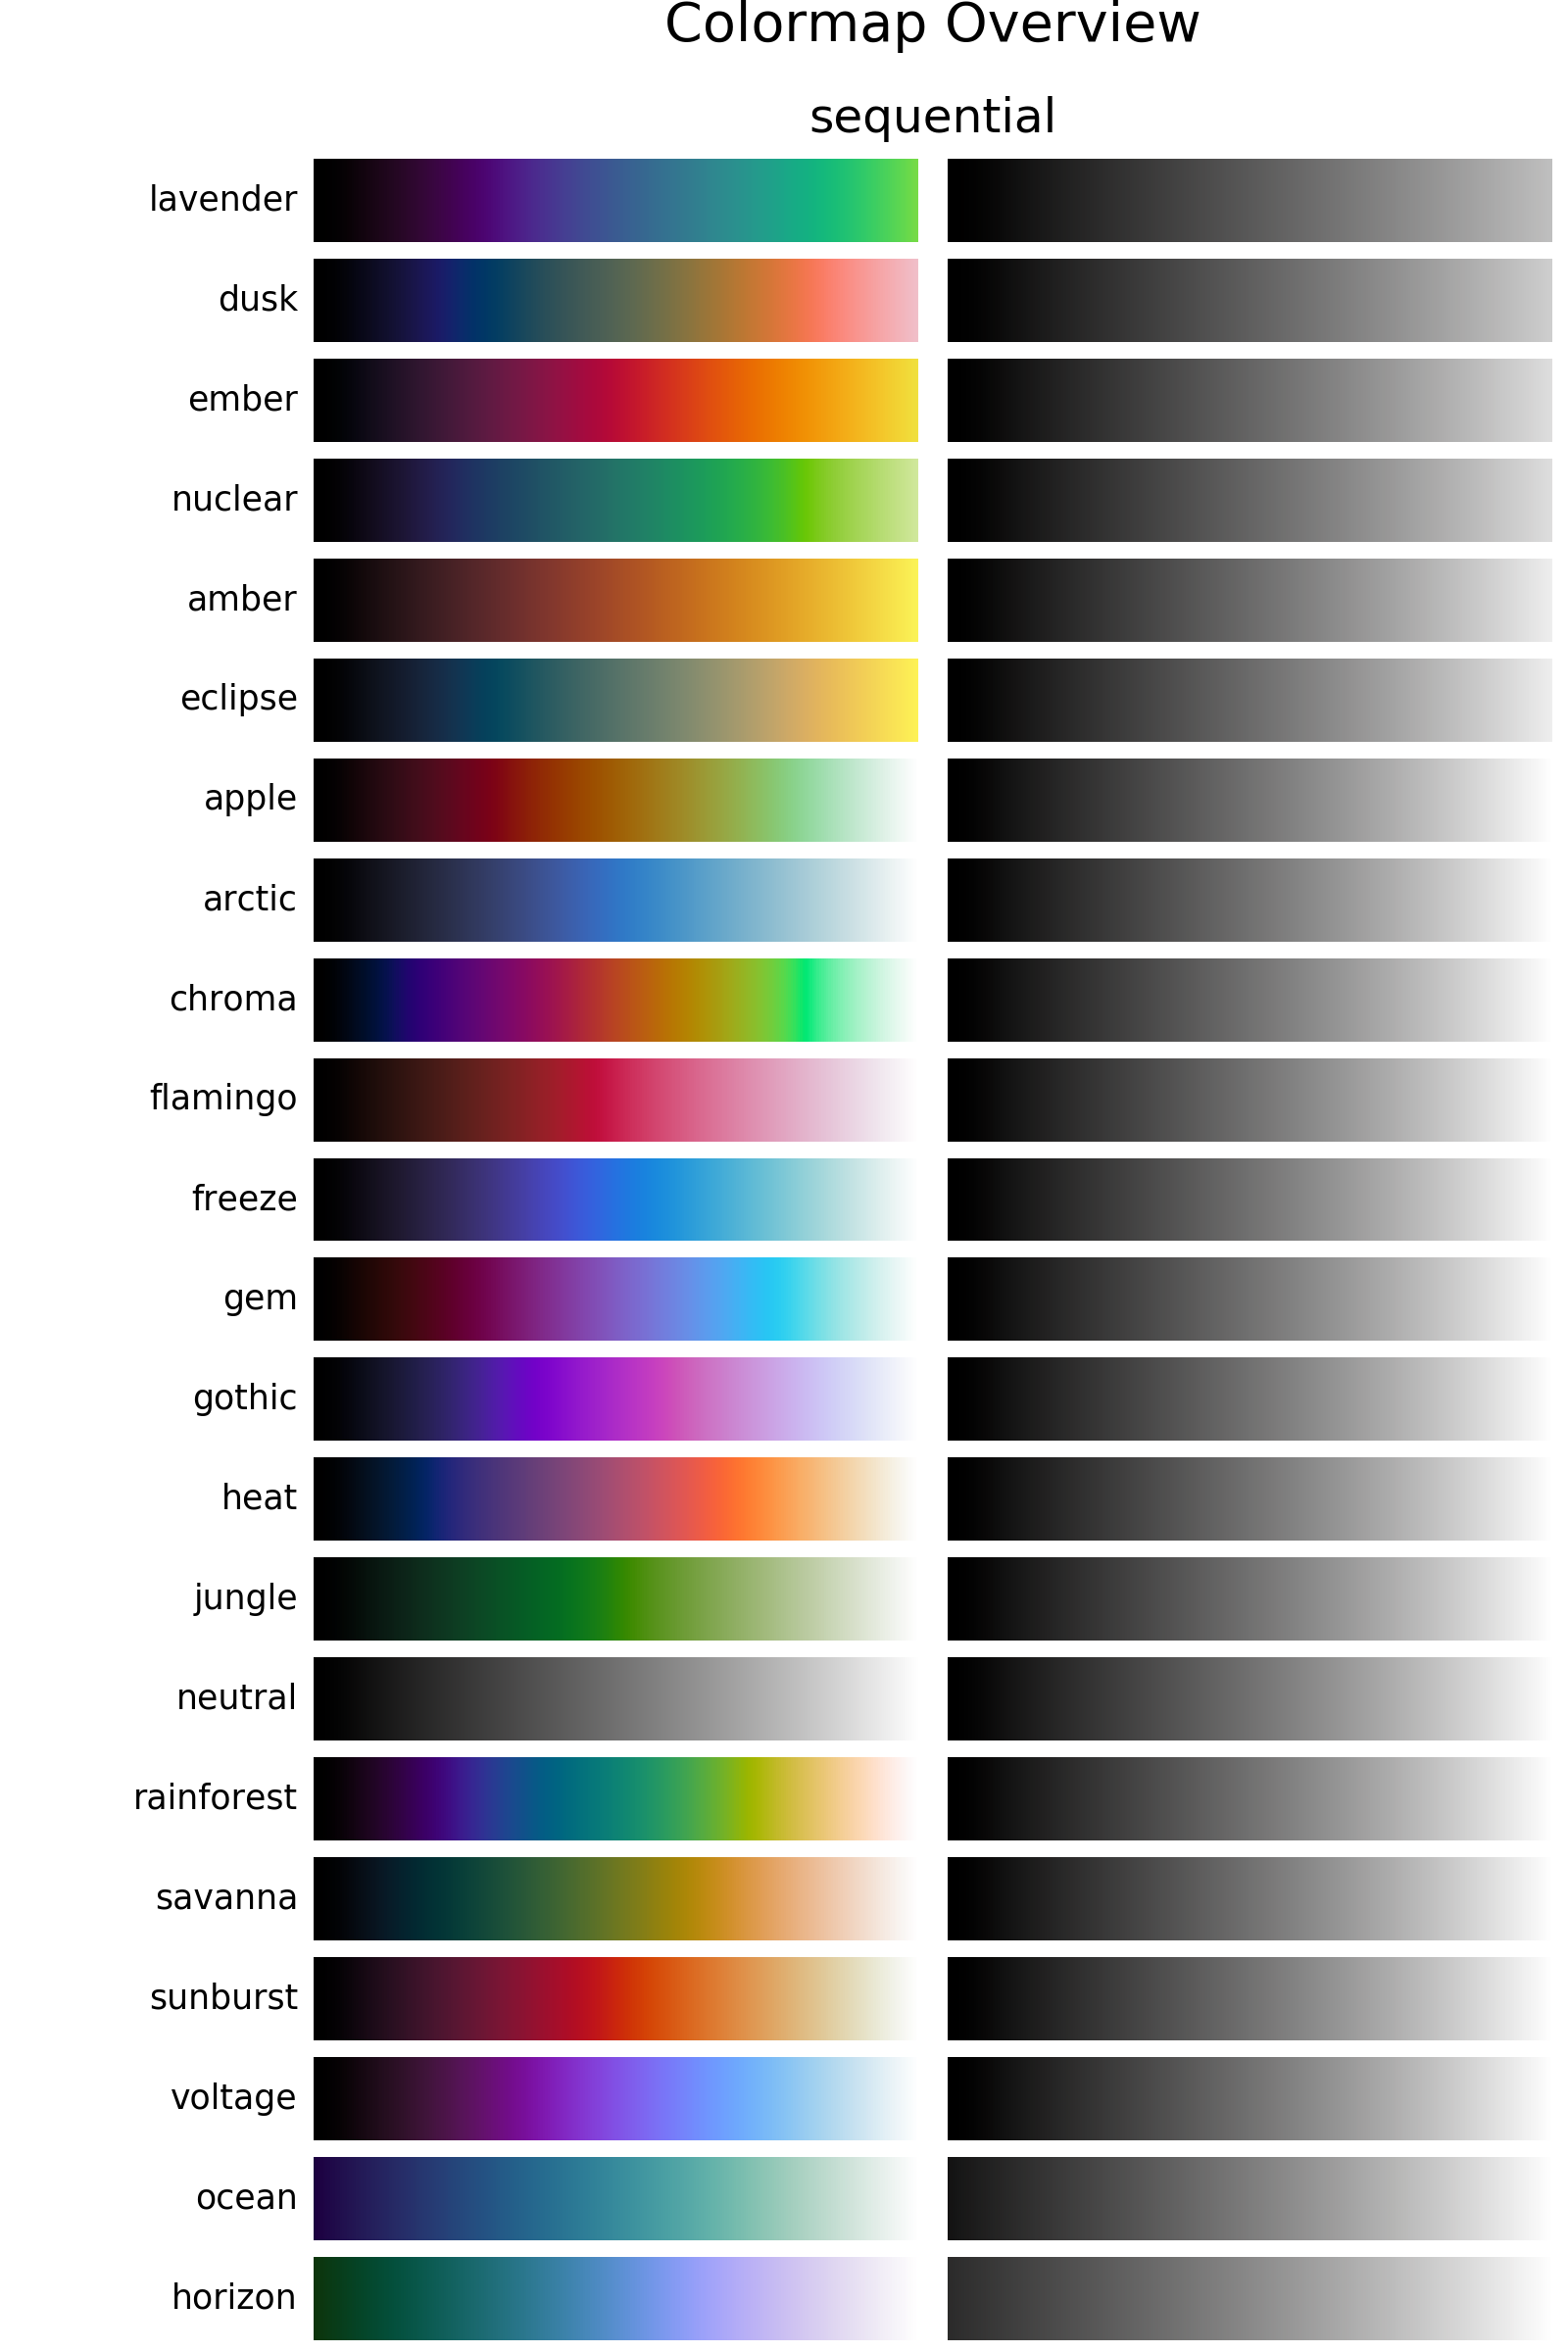 Colormap Overview
sequential
lavender
dusk
ember
nuclear
amber
eclipse
apple
arctic
chroma
flamingo
freeze
gem
gothic
heat
jungle
neutral
rainforest
savanna
sunburst
voltage
ocean
horizon